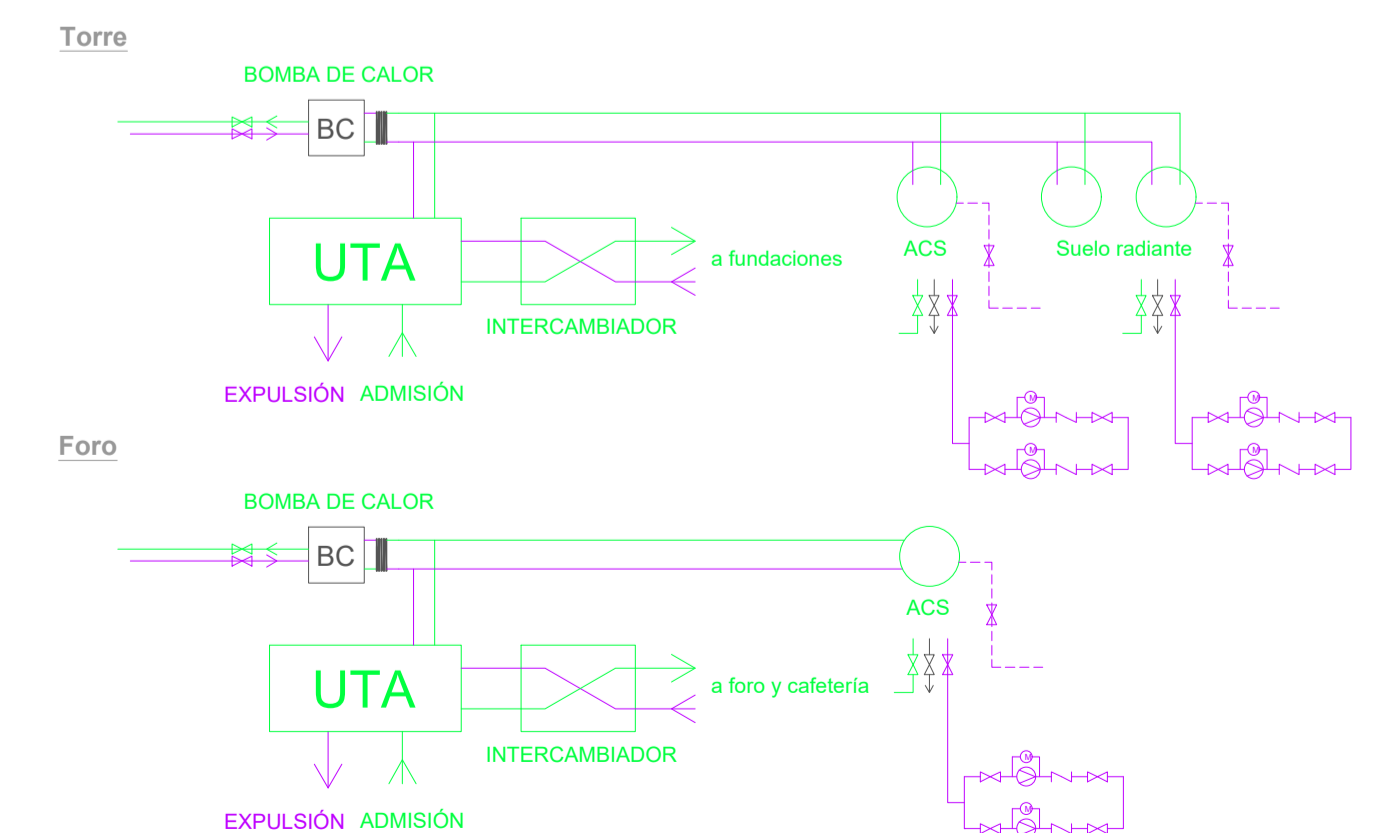 Torre
BOMBA DE CALOR
BC
UTA
a fundaciones
ACS
Suelo radiante
INTERCAMBIADOR
EXPULSIÓN
ADMISIÓN
M
M
M
M
Foro
BOMBA DE CALOR
BC
ACS
UTA
a foro y cafetería
INTERCAMBIADOR
M
M
EXPULSIÓN
ADMISIÓN